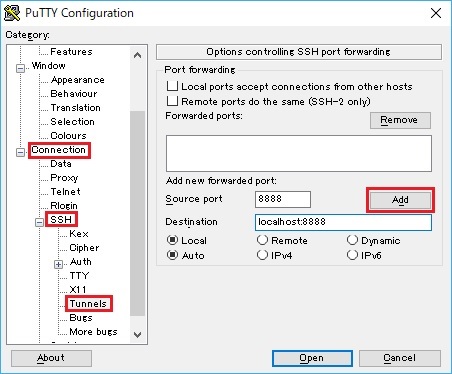 PuTTY Configuration
Category:
Features
Window
Appearance
Behaviour
Translation
Selection
Colours
Connection
Data
Proxy
Telnet
Rlogin
SSH
Kex
Cipher
Auth
TTY
X11
Tunnels
Bugs
More bugs
Options controlling SSH port forwarding
Port forwarding
Local ports accept connections from other hosts
Remote ports do the same (SSH-2 only)
Forwarded ports:
Remove
Add new forwarded port:
Source port 8888 Add
Destination localhost:8888
Local Remote Dynamic
Auto IPv4 IPv6
About Open Cancel